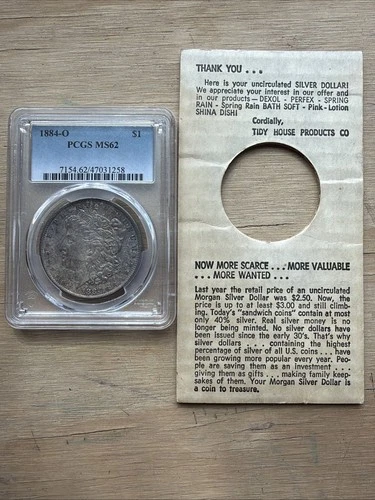 1884-O $1
PCGS MS62
7154.62/47031258
THANK YOU . . .
Here is your uncirculated SILVER DOLLAR!
We appreciate your interest in our offer and
in our products — DEXOL - PERFEX - SPRING
RAIN - Spring Rain BATH SOFT - Pink - Lotion
SHINA DISH!
Cordially,
TIDY HOUSE PRODUCTS CO
NOW MORE SCARCE . . . MORE VALUABLE
. . . MORE WANTED . . .
Last year the retail price of an uncirculated
Morgan Silver Dollar was $2.50. Now, the
price is up to at least $3.00 and still climb-
ing. Today's "sandwich coins" contain at most
only 40% silver. Real silver money is no
longer being minted. No silver dollars have
been issued since the early 30's. That's why
silver dollars . . . containing the highest
percentage of silver of all U.S. coins . . . have
been growing more popular every year. Peo-
ple are saving them as an investment . . .
giving them as gifts . . . making family keep-
sakes of them. Your Morgan Silver Dollar is
a coin to treasure.